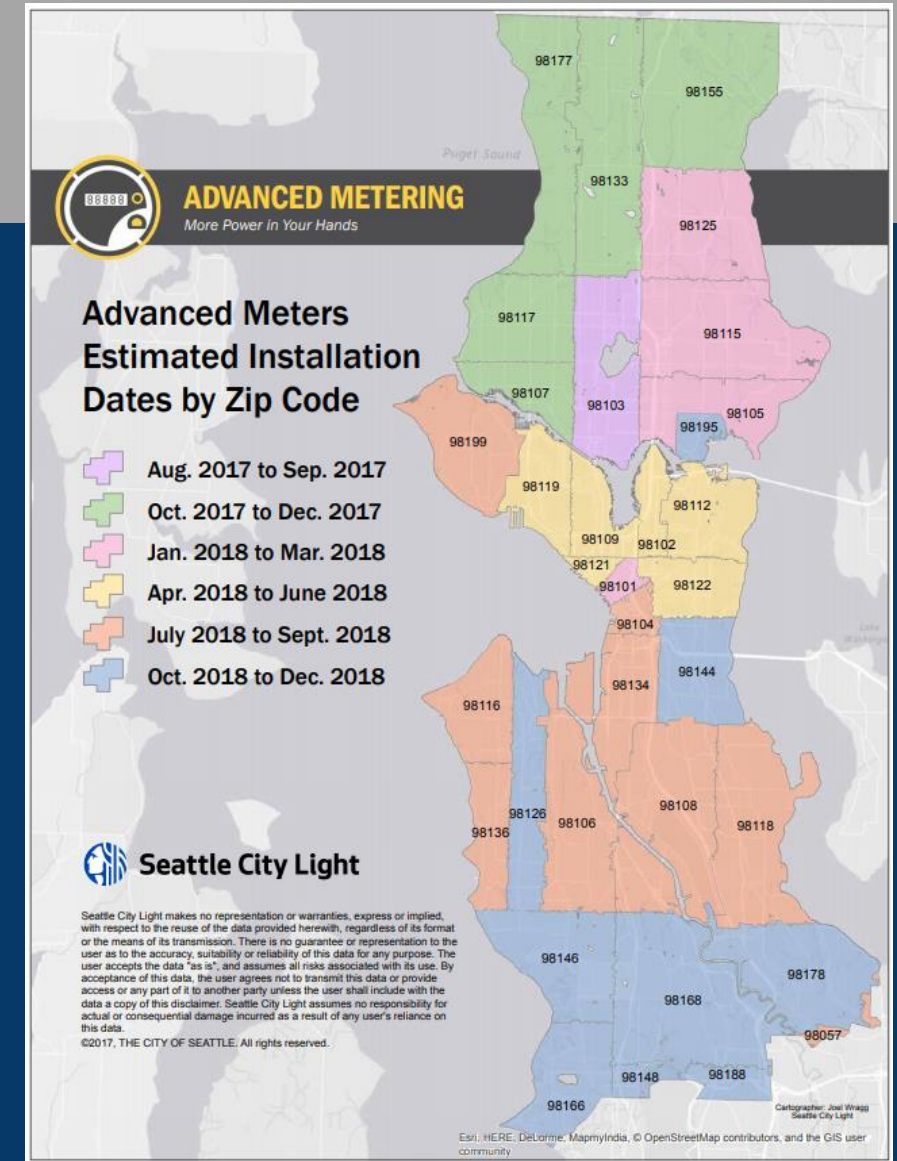 98177
98155
Puget Sound
98133
88888
ADVANCED METERING
More Power in Your Hands
98125
Advanced Meters
Estimated Installation
Dates by Zip Code
98117
98115
98107
98103
98105
98195
98199
Aug. 2017 to Sep. 2017
Oct. 2017 to Dec. 2017
Jan. 2018 to Mar. 2018
Apr. 2018 to June 2018
July 2018 to Sept. 2018
Oct. 2018 to Dec. 2018
98119
98112
98109
98102
98121
98101
98122
98104
Lake
Washington
98134
98144
98116
98126
98136
98106
98108
98118
Seattle City Light
Seattle City Light makes no representation or warranties, express or implied,
with respect to the reuse of the data provided herewith, regardless of its format
or the means of its transmission. There is no guarantee or representation to the
user as to the accuracy, suitability or reliability of this data for any purpose. The
user accepts the data "as is", and assumes all risks associated with its use. By
acceptance of this data, the user agrees not to transmit this data or provide
access or any part of it to another party unless the user shall include with the
data a copy of this disclaimer. Seattle City Light assumes no responsibility for
actual or consequential damage incurred as a result of any user's reliance on
this data.
©2017, THE CITY OF SEATTLE. All rights reserved.
98146
98178
98168
98057
98148
98188
98166
Cartographer: Joel Wragg
Seattle City Light
Esri, HERE, DeLorme, MapmyIndia, © OpenStreetMap contributors, and the GIS user
community